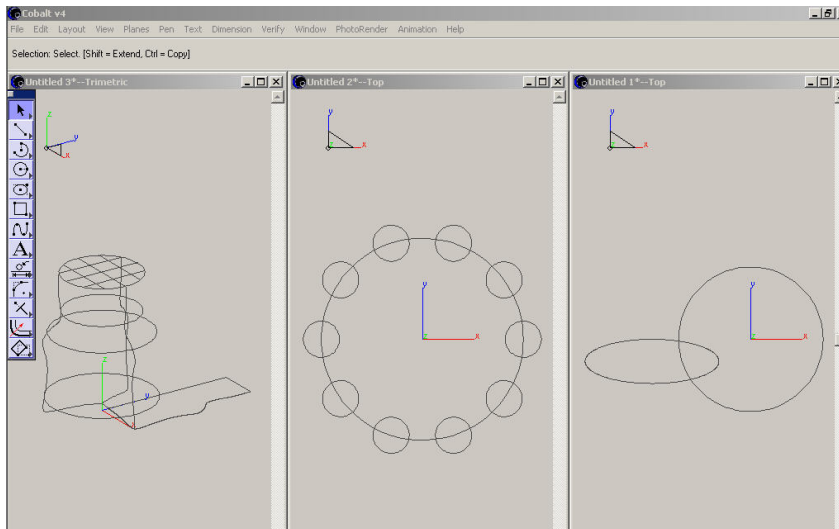 Cobalt v4
File Edit Layout View Planes Pen Text Dimension Verify Window PhotoRender Animation Help
Selection: Select. [Shift = Extend, Ctrl = Copy]
Untitled 3*--Trimetric
Untitled 2*--Top
Untitled 1*--Top
z
y
x
y
z
x
y
z
x
A
z
y
x
y
z
x
y
z
x